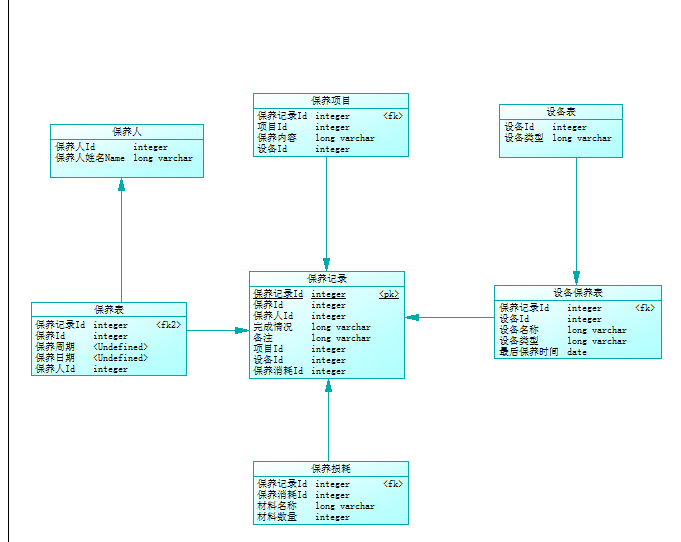 保养项目
保养记录Id integer <fk>
项目Id integer
保养内容 long varchar
设备Id integer
设备表
设备Id integer
设备类型 long varchar
保养人
保养人Id integer
保养人姓名Name long varchar
保养记录
保养记录Id integer <pk>
保养Id integer
保养人Id integer
完成情况 long varchar
备注 long varchar
项目Id integer
设备Id integer
保养消耗Id integer
设备保养表
保养记录Id integer <fk>
设备Id integer
设备名称 long varchar
设备类型 long varchar
最后保养时间 date
保养表
保养记录Id integer <fk2>
保养Id integer
保养周期 <Undefined>
保养日期 <Undefined>
保养人Id integer
保养损耗
保养记录Id integer <fk>
保养消耗Id integer
材料名称 long varchar
材料数量 integer